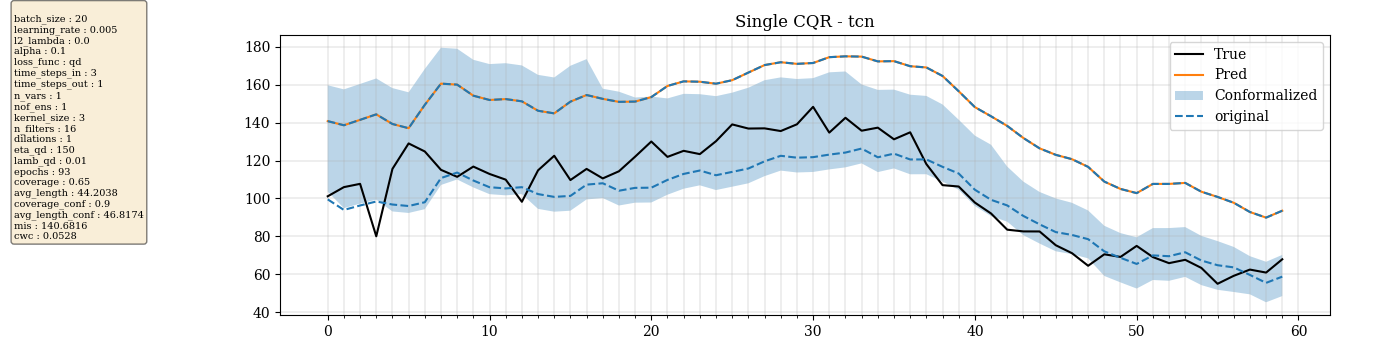 batch_size : 20
learning_rate : 0.005
l2_lambda : 0.0
alpha : 0.1
loss_func : qd
time_steps_in : 3
time_steps_out : 1
n_vars : 1
nof_ens : 1
kernel_size : 3
n_filters : 16
dilations : 1
eta_qd : 150
lamb_qd : 0.01
epochs : 93
coverage : 0.65
avg_length : 44.2038
coverage_conf : 0.9
avg_length_conf : 46.8174
mis : 140.6816
cwc : 0.0528
Single CQR - tcn
180
160
140
120
100
80
60
40
0 10 20 30 40 50 60
True
Pred
Conformalized
original